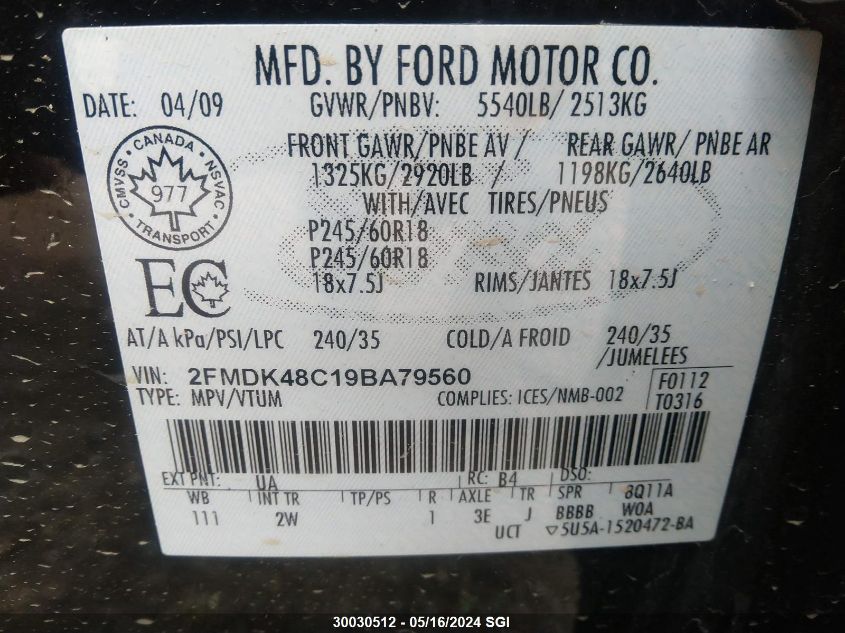 MFD. BY FORD MOTOR CO.
DATE: 04/09 GVWR/PNBV: 5540LB/ 2513KG
FRONT GAWR/PNBE AV / REAR GAWR/ PNBE AR
1325KG/2920LB / 1198KG/2640LB
WITH/AVEC TIRES/PNEUS
CMVSS • CANADA • NSVAC
977
TRANSPORT
P245/60R18
P245/60R18
18x7.5J RIMS/JANTES 18x7.5J
EC
AT/A kPa/PSI/LPC 240/35 COLD/A FROID 240/35
/JUMELEES
VIN: 2FMDK48C19BA79560
TYPE: MPV/VTUM COMPLIES: ICES/NMB-002
F0112
T0316
EXT PNT: UA RC: B4 DSO:
WB INT TR TP/PS R AXLE TR SPR 8Q11A
111 2W 1 3E J BBBB W0A
UCT ▽5U5A-1520472-BA
30030512 - 05/16/2024 SGI